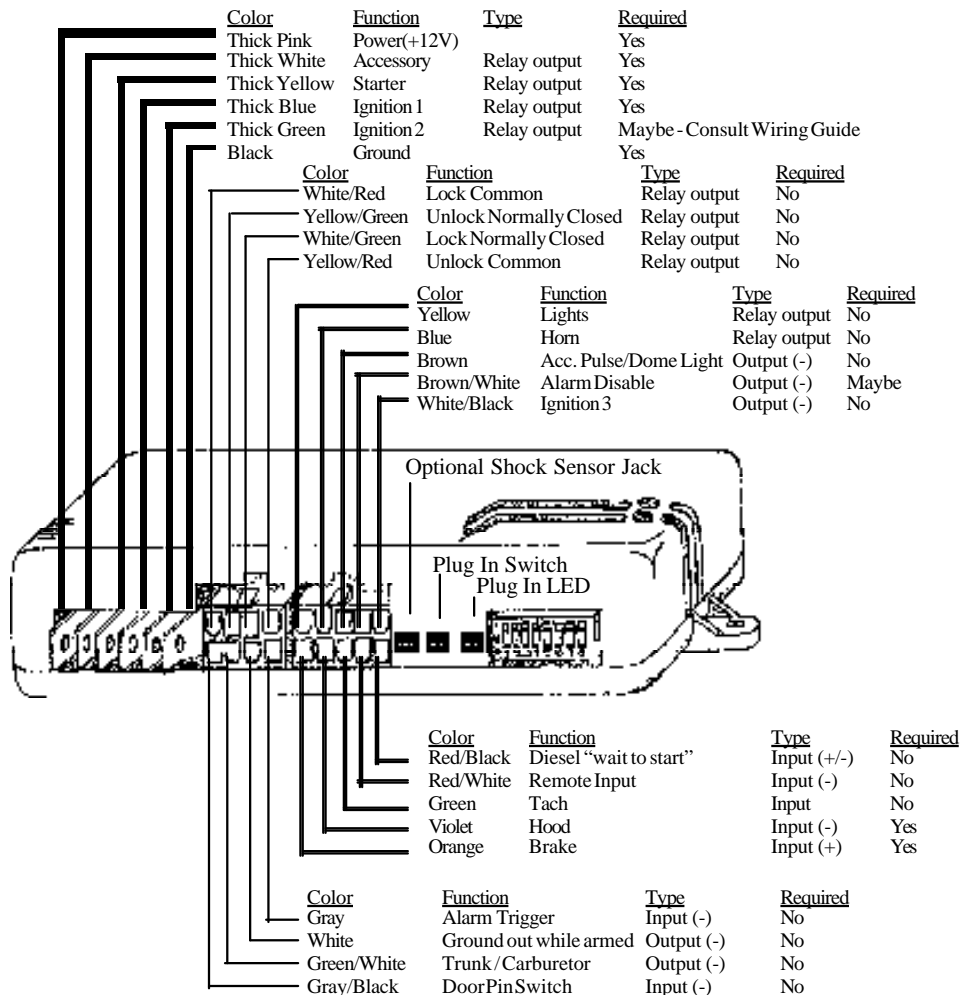 Color Function Type Required
Thick Pink Power(+12V) Yes
Thick White Accessory Relay output Yes
Thick Yellow Starter Relay output Yes
Thick Blue Ignition 1 Relay output Yes
Thick Green Ignition 2 Relay output Maybe - Consult Wiring Guide
Black Ground Yes
Color Function Type Required
White/Red Lock Common Relay output No
Yellow/Green Unlock Normally Closed Relay output No
White/Green Lock Normally Closed Relay output No
Yellow/Red Unlock Common Relay output No
Color Function Type Required
Yellow Lights Relay output No
Blue Horn Relay output No
Brown Acc. Pulse/Dome Light Output (-) No
Brown/White Alarm Disable Output (-) Maybe
White/Black Ignition 3 Output (-) No
Optional Shock Sensor Jack
Plug In Switch
Plug In LED
Color Function Type Required
Red/Black Diesel “wait to start” Input (+/-) No
Red/White Remote Input Input (-) No
Green Tach Input No
Violet Hood Input (-) Yes
Orange Brake Input (+) Yes
Color Function Type Required
Gray Alarm Trigger Input (-) No
White Ground out while armed Output (-) No
Green/White Trunk / Carburetor Output (-) No
Gray/Black Door Pin Switch Input (-) No